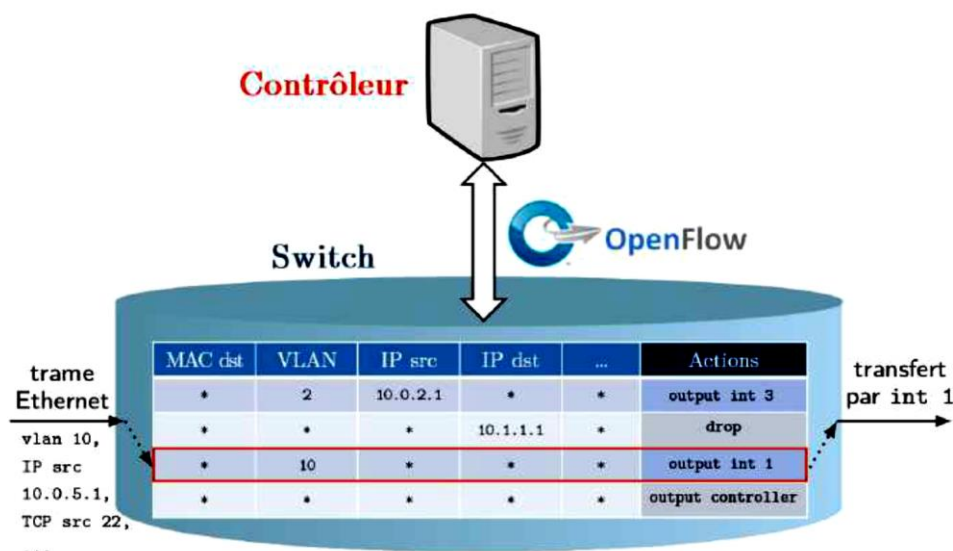 Contrôleur
OpenFlow
Switch
MAC dst VLAN IP src IP dst ... Actions
* 2 10.0.2.1 * * output int 3
* * * 10.1.1.1 * drop
* 10 * * * output int 1
* * * * * output controller
trame
Ethernet
vlan 10,
IP src
10.0.5.1,
TCP src 22,
transfert
par int 1